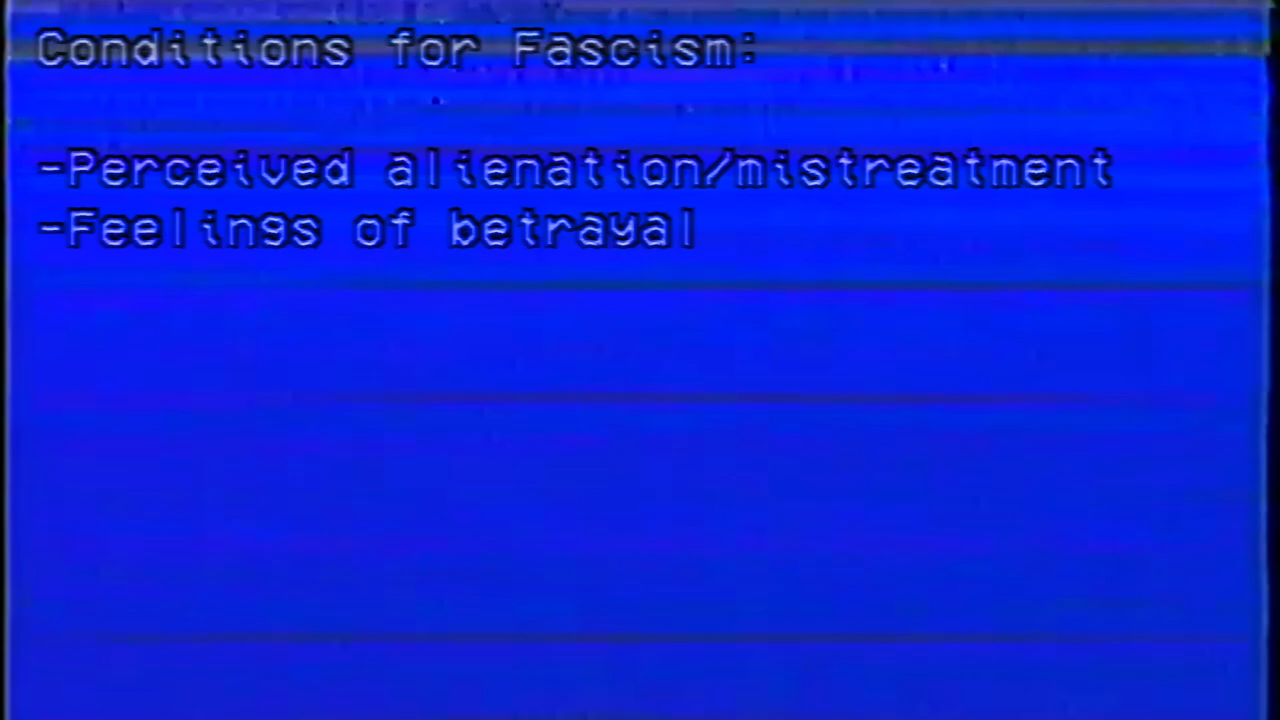 Conditions for Fascism:
-Perceived alienation/mistreatment
-Feelings of betrayal